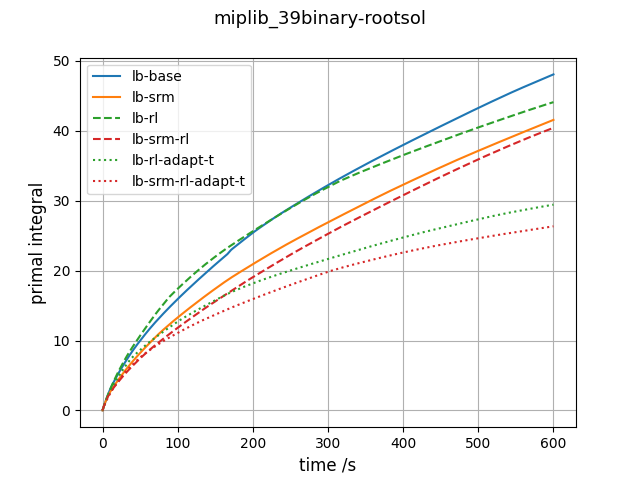 miplib_39binary-rootsol
50
40
30
20
10
0
primal integral
lb-base
lb-srm
lb-rl
lb-srm-rl
lb-rl-adapt-t
lb-srm-rl-adapt-t
0 100 200 300 400 500 600
time /s